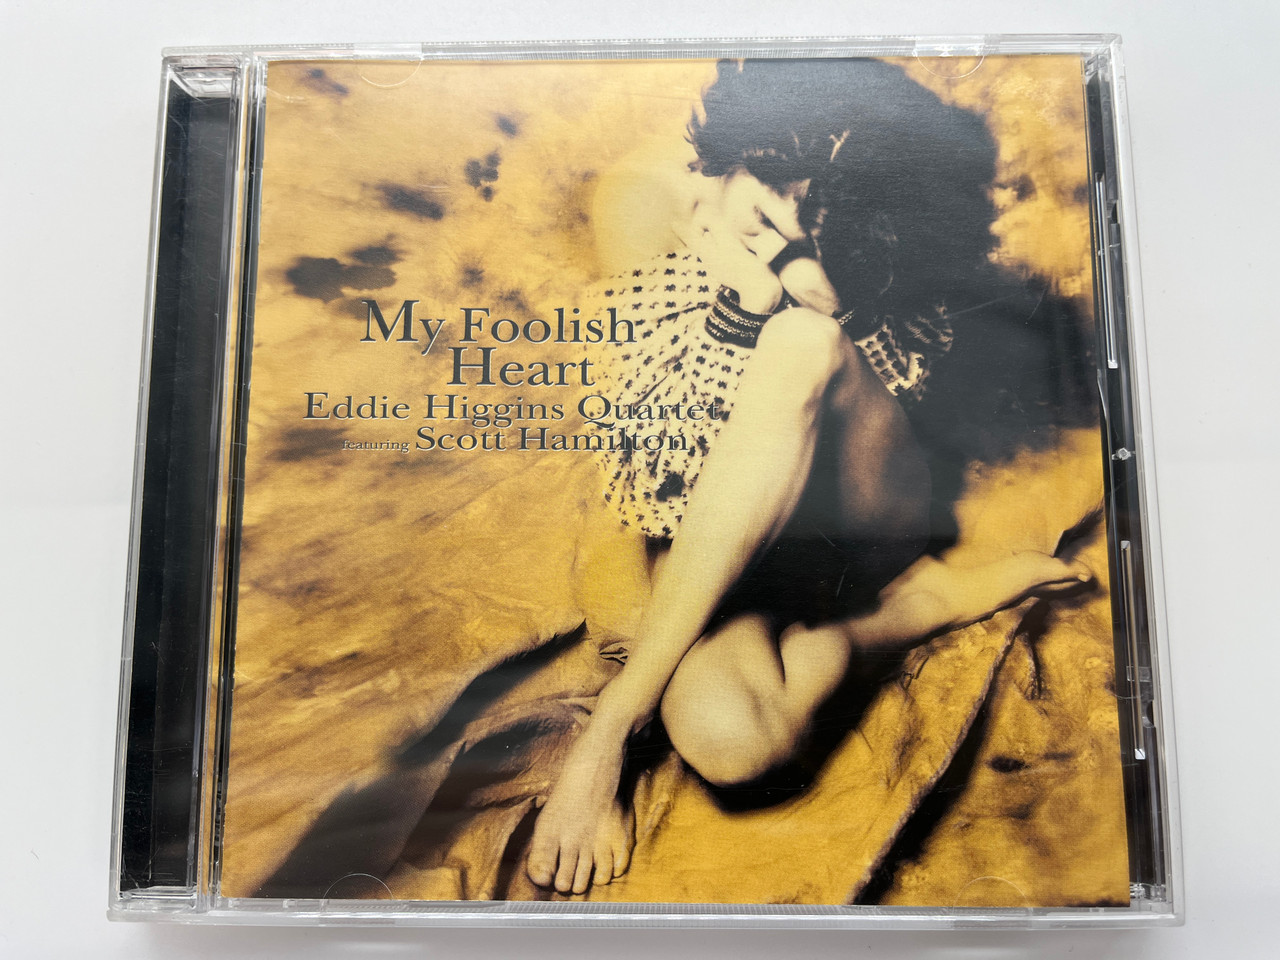 My Foolish
Heart
Eddie Higgins Quartet
featuring Scott Hamilton